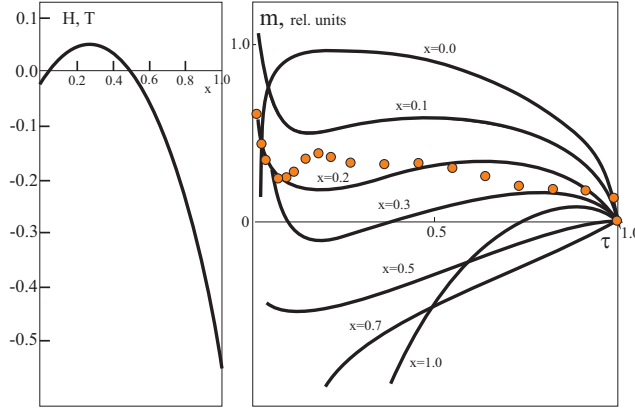 H, T
0.1
0.0
-0.1
-0.2
-0.3
-0.4
-0.5
0.2
0.4
0.6
0.8
1.0
x
m, rel. units
1.0
0
0.5
1.0
τ
x=0.0
x=0.1
x=0.2
x=0.3
x=0.5
x=0.7
x=1.0